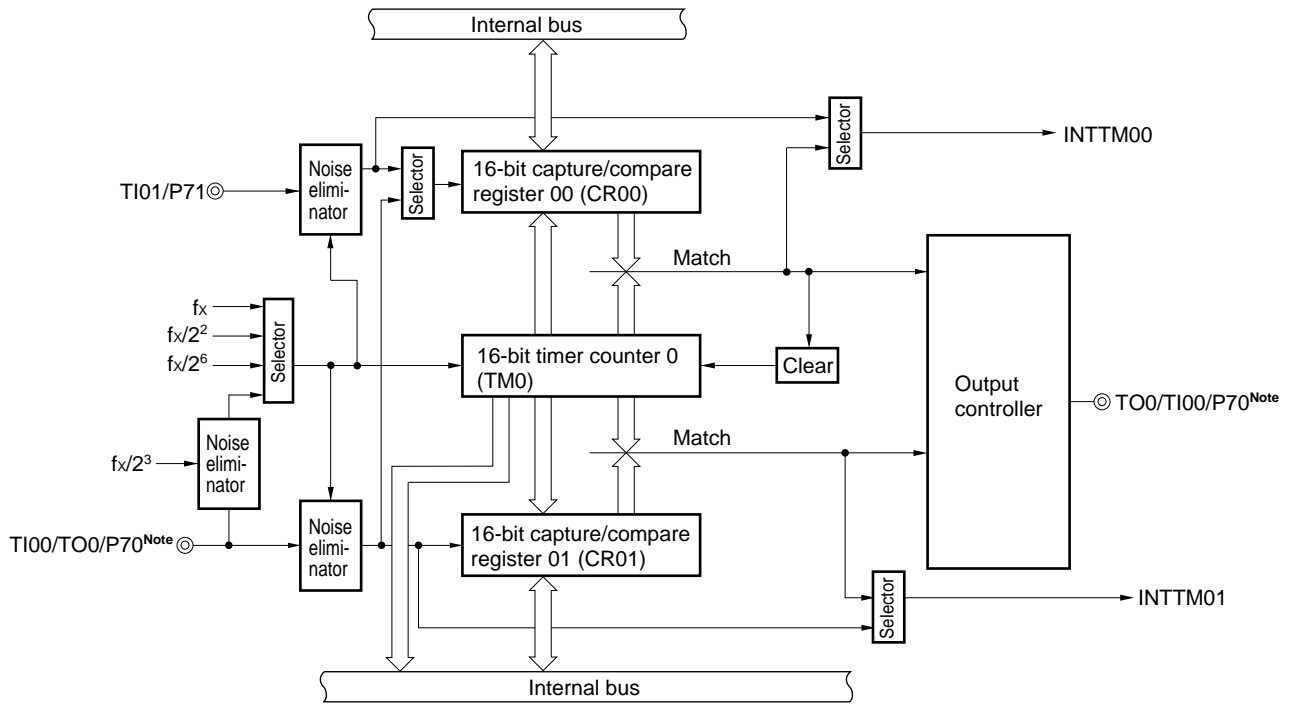 Internal bus
Selector
INTTM00
Noise
elimi-
nator
Selector
16-bit capture/compare
register 00 (CR00)
TI01/P71
Match
fX
fX/2²
fX/2⁶
Selector
16-bit timer counter 0
(TM0)
Clear
Output
controller
TO0/TI00/P70Note
fX/2³
Noise
elimi-
nator
Match
TI00/TO0/P70Note
Noise
elimi-
nator
16-bit capture/compare
register 01 (CR01)
Selector
INTTM01
Internal bus